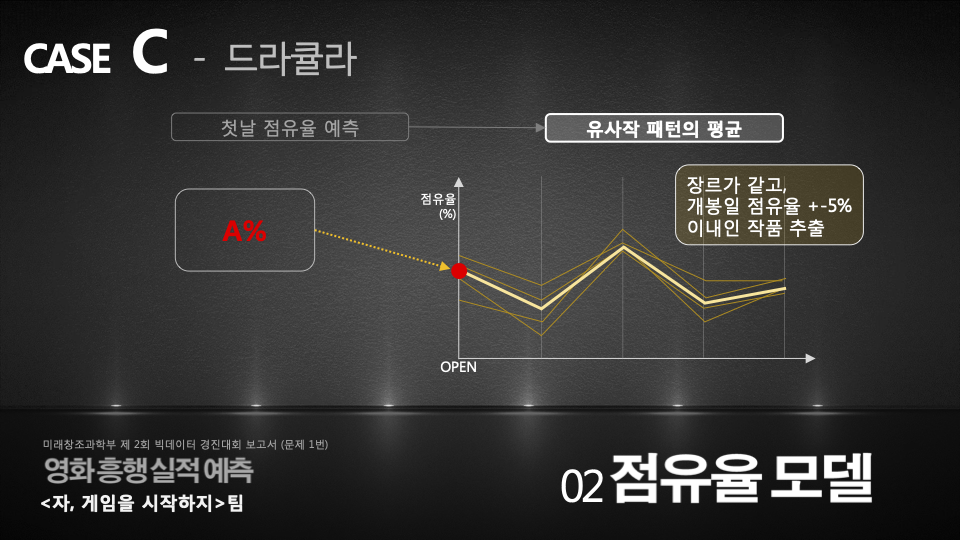 CASE C - 드라큘라
첫날 점유율 예측
유사작 패턴의 평균
장르가 같고,
개봉일 점유율 +-5%
이내인 작품 추출
점유율
(%)
A%
OPEN
미래창조과학부 제 2회 빅데이터 경진대회 보고서 (문제 1번)
영화 흥행 실적 예측
<자, 게임을 시작하지>팀
02 점유율 모델